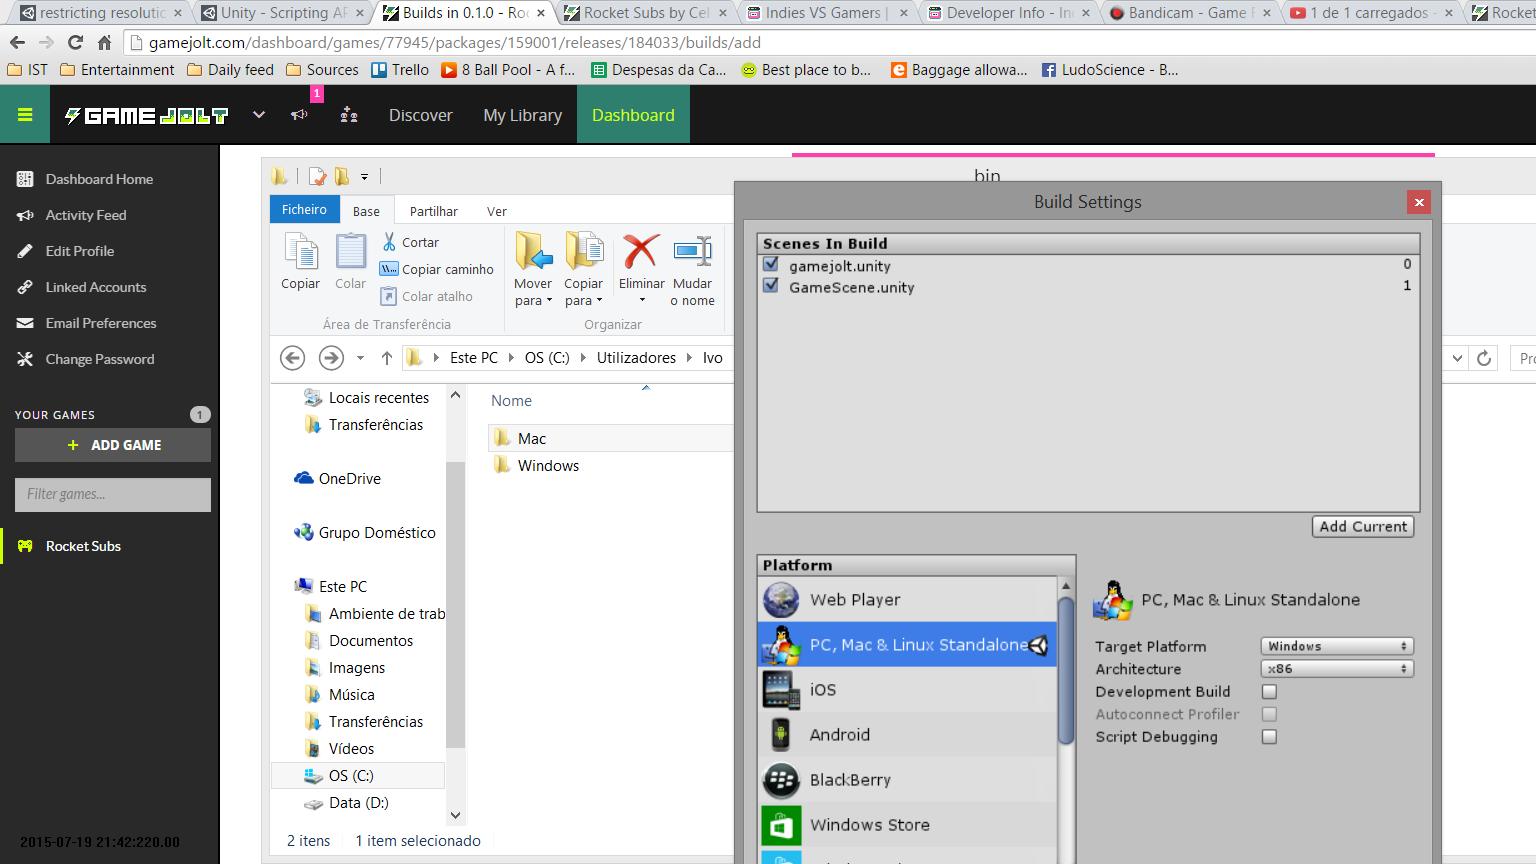 restricting resolutic
Unity - Scripting AP
Builds in 0.1.0 - Ro
Rocket Subs by Cel
Indies VS Gamers |
Developer Info - In
Bandicam - Game F
1 de 1 carregados -
Rocket
gamejolt.com/dashboard/games/77945/packages/159001/releases/184033/builds/add
IST
Entertainment
Daily feed
Sources
Trello
8 Ball Pool - A f...
Despesas da Ca...
Best place to b...
Baggage allowa...
LudoScience - B...
GAME JOLT
1
Discover
My Library
Dashboard
Dashboard Home
Activity Feed
Edit Profile
Linked Accounts
Email Preferences
Change Password
YOUR GAMES
1
+ ADD GAME
Filter games...
Rocket Subs
2015-07-19 21:42:220.00
bin
Ficheiro
Base
Partilhar
Ver
Copiar
Colar
Cortar
Copiar caminho
Colar atalho
Área de Transferência
Mover para
Copiar para
Eliminar
Mudar o nome
Organizar
Este PC
OS (C:)
Utilizadores
Ivo
Locais recentes
Transferências
OneDrive
Grupo Doméstico
Este PC
Ambiente de trab
Documentos
Imagens
Música
Transferências
Vídeos
OS (C:)
Data (D:)
Nome
Mac
Windows
2 itens
1 item selecionado
Build Settings
Scenes In Build
gamejolt.unity 0
GameScene.unity 1
Add Current
Platform
Web Player
PC, Mac & Linux Standalone
iOS
Android
BlackBerry
Windows Store
PC, Mac & Linux Standalone
Target Platform Windows
Architecture x86
Development Build
Autoconnect Profiler
Script Debugging